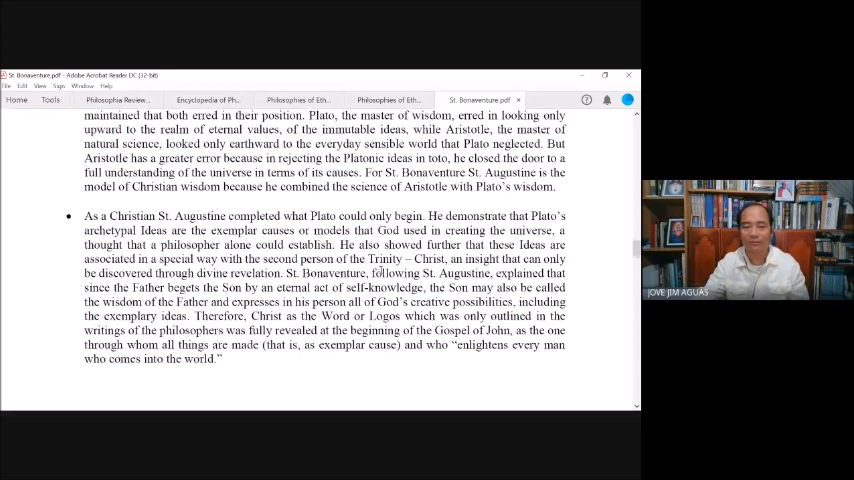 St. Bonaventure.pdf - Adobe Acrobat Reader DC (32-bit)
File Edit View Sign Window Help
Home Tools Philosophia Review... Encyclopedia of Ph... Philosophies of Eth... Philosophies of Eth... St. Bonaventure.pdf ×
maintained that both erred in their position. Plato, the master of wisdom, erred in looking only
upward to the realm of eternal values, of the immutable ideas, while Aristotle, the master of
natural science, looked only earthward to the everyday sensible world that Plato neglected. But
Aristotle has a greater error because in rejecting the Platonic ideas in toto, he closed the door to a
full understanding of the universe in terms of its causes. For St. Bonaventure St. Augustine is the
model of Christian wisdom because he combined the science of Aristotle with Plato's wisdom.
• As a Christian St. Augustine completed what Plato could only begin. He demonstrate that Plato's
archetypal Ideas are the exemplar causes or models that God used in creating the universe, a
thought that a philosopher alone could establish. He also showed further that these Ideas are
associated in a special way with the second person of the Trinity – Christ, an insight that can only
be discovered through divine revelation. St. Bonaventure, following St. Augustine, explained that
since the Father begets the Son by an eternal act of self-knowledge, the Son may also be called
the wisdom of the Father and expresses in his person all of God's creative possibilities, including
the exemplary ideas. Therefore, Christ as the Word or Logos which was only outlined in the
writings of the philosophers was fully revealed at the beginning of the Gospel of John, as the one
through whom all things are made (that is, as exemplar cause) and who "enlightens every man
who comes into the world."
JOVE JIM AGUAS